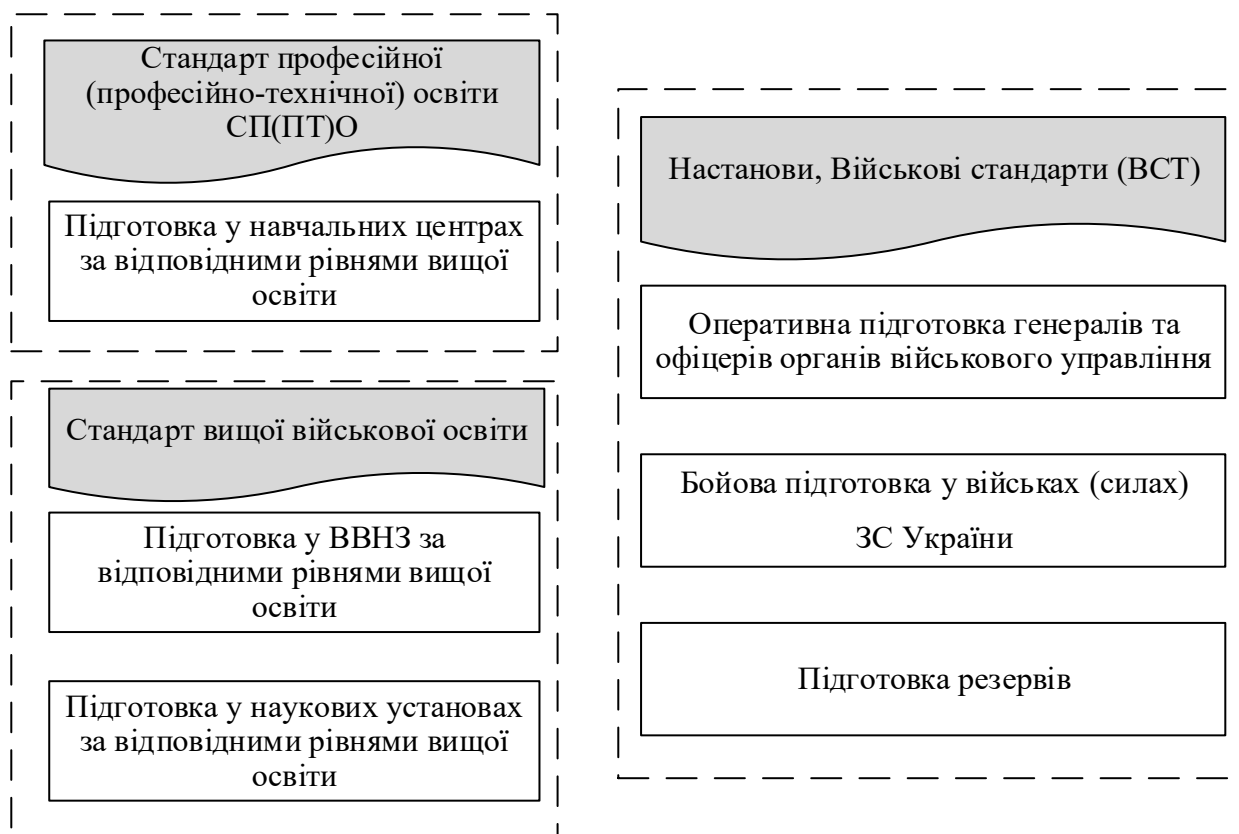 Стандарт професійної
(професійно-технічної) освіти
СП(ПТ)О
Підготовка у навчальних центрах
за відповідними рівнями вищої
освіти
Стандарт вищої військової освіти
Підготовка у ВВНЗ за
відповідними рівнями вищої
освіти
Підготовка у наукових установах
за відповідними рівнями вищої
освіти
Настанови, Військові стандарти (ВСТ)
Оперативна підготовка генералів та
офіцерів органів військового управління
Бойова підготовка у військах (силах)
ЗС України
Підготовка резервів